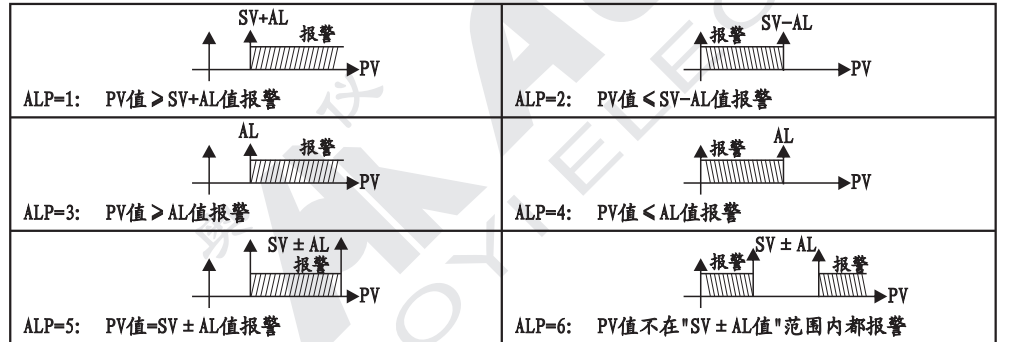 SV+AL
报警
PV
ALP=1: PV值≥SV+AL值报警
报警
SV-AL
PV
ALP=2: PV值≤SV-AL值报警
AL
报警
PV
ALP=3: PV值≥AL值报警
报警
AL
PV
ALP=4: PV值≤AL值报警
SV±AL
报警
PV
ALP=5: PV值=SV±AL值报警
报警
SV±AL
报警
PV
ALP=6: PV值不在"SV±AL值"范围内都报警
奥仪
OYI ELEC